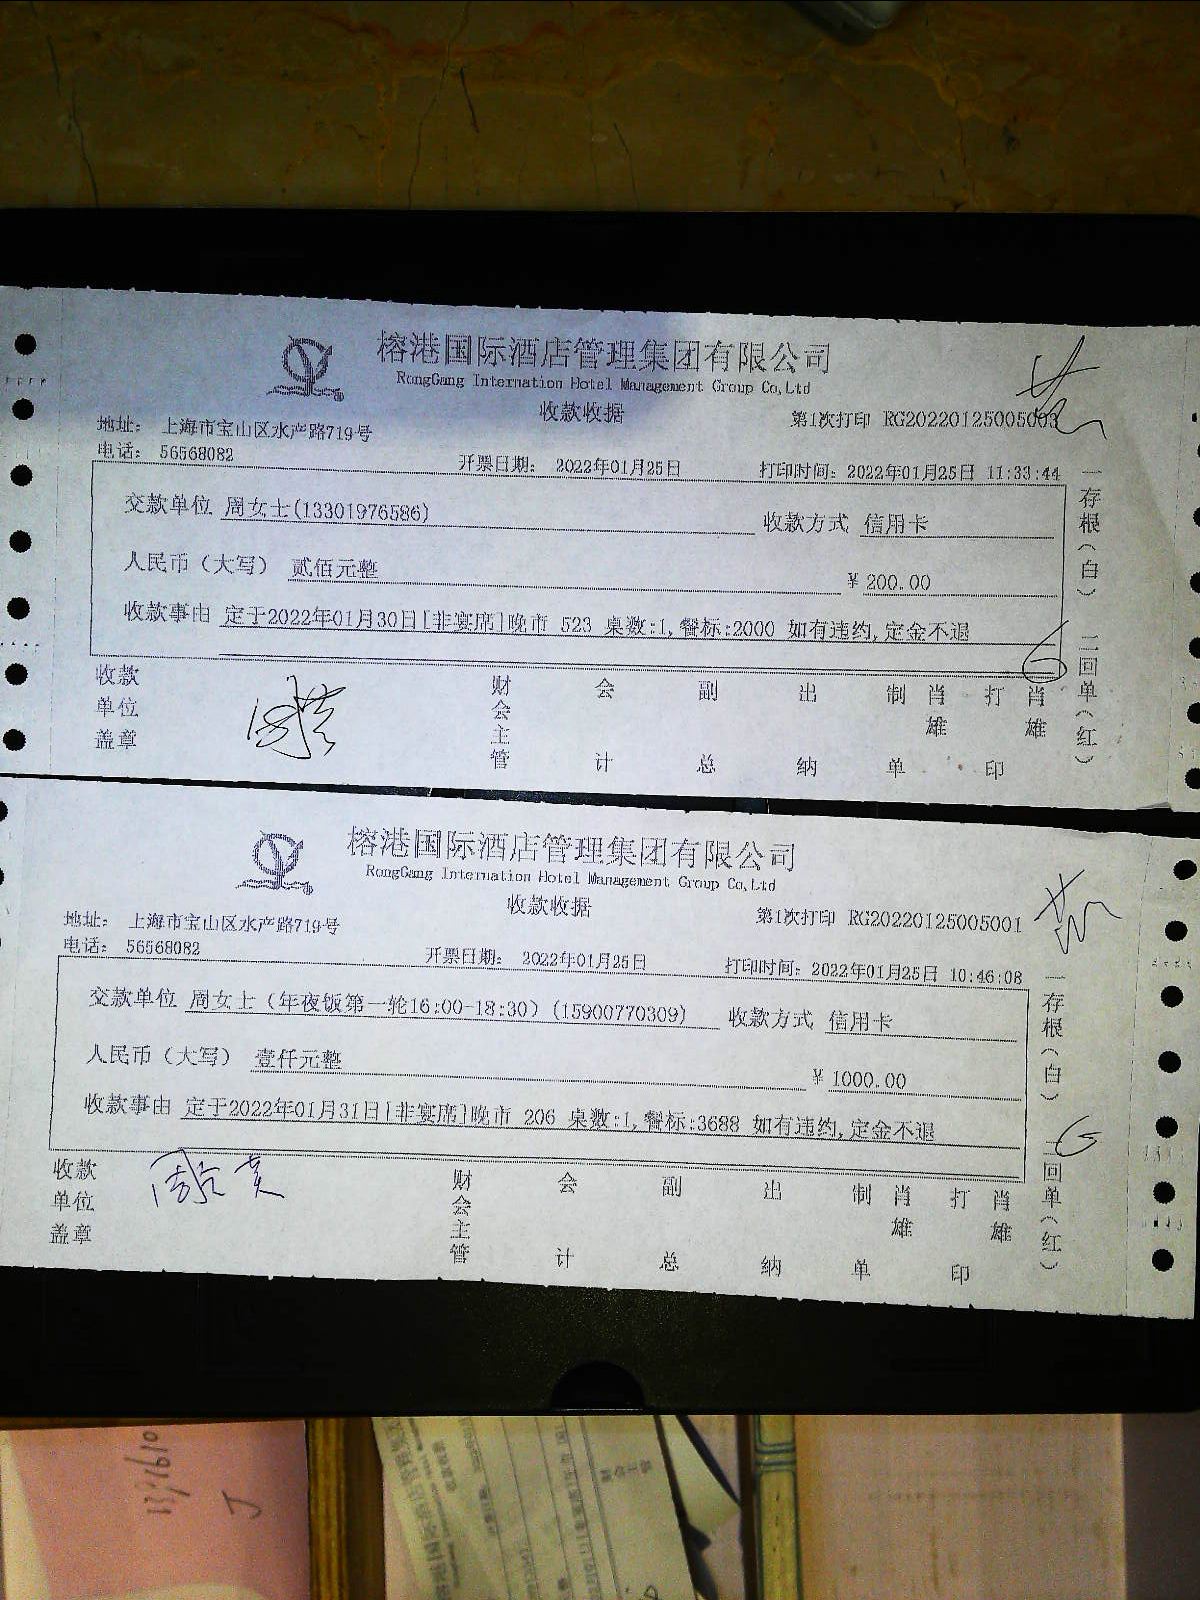 榕港国际酒店管理集团有限公司
RongGang Internation Hotel Management Group Co,Ltd
收款收据
第1次打印 RG20220125005003
地址： 上海市宝山区水产路719号
电话： 56568082
开票日期： 2022年01月25日
打印时间：2022年01月25日 11:33:44
交款单位 周女士(13301976586)
收款方式 信用卡
人民币（大写） 贰佰元整
¥ 200.00
收款事由 定于2022年01月30日[非宴席]晚市 523 桌数:1,餐标:2000 如有违约,定金不退
一存根（白） 二回单（红）
收款单位盖章
财会主管 会计 副总 出纳 制单 肖雄 打印 肖雄
榕港国际酒店管理集团有限公司
RongGang Internation Hotel Management Group Co,Ltd
收款收据
第1次打印 RG20220125005001
地址： 上海市宝山区水产路719号
电话： 56568082
开票日期： 2022年01月25日
打印时间：2022年01月25日 10:46:08
交款单位 周女士（年夜饭第一轮16:00-18:30）(15900770309)
收款方式 信用卡
人民币（大写） 壹仟元整
¥ 1000.00
收款事由 定于2022年01月31日[非宴席]晚市 206 桌数:1,餐标:3688 如有违约,定金不退
一存根（白） 二回单（红）
收款单位盖章
财会主管 会计 副总 出纳 制单 肖雄 打印 肖雄